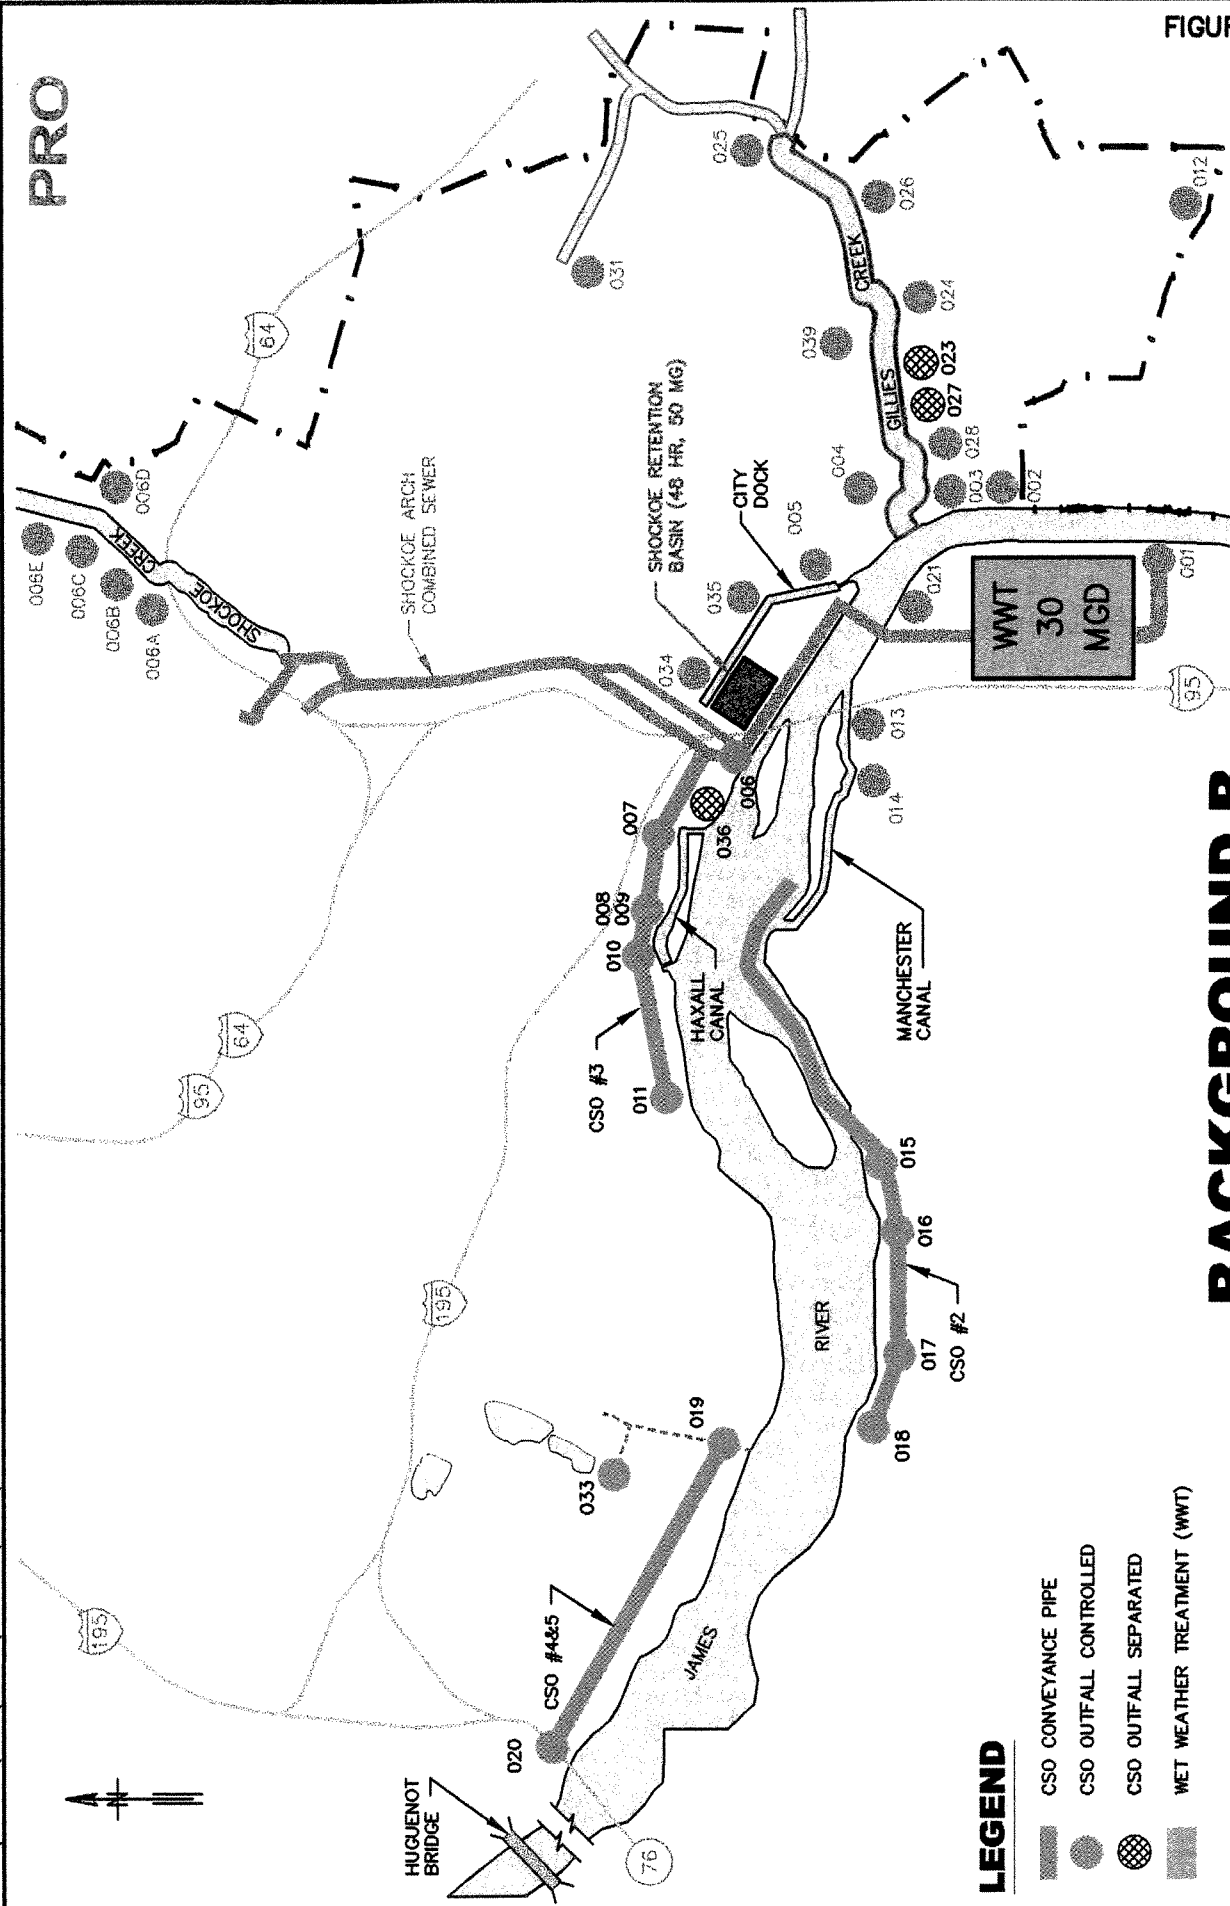 FIGUR
PRO
006E
006C
006B
006A
006D
SHOCKOE
CREEK
64
SHOCKOE ARCH
COMBINED SEWER
031
025
026
CREEK
GILLIES
012
024
039
023
027
028
003
002
004
005
SHOCKOE RETENTION
BASIN (48 HR, 50 MG)
CITY
DOCK
035
034
021
001
WWT
30
MGD
95
013
014
006
036
007
008
009
010
011
CSO #3
HAXALL
CANAL
MANCHESTER
CANAL
64
95
195
195
015
016
017
018
CSO #2
RIVER
JAMES
019
033
020
CSO #4&5
HUGUENOT
BRIDGE
76
N
LEGEND
CSO CONVEYANCE PIPE
CSO OUTFALL CONTROLLED
CSO OUTFALL SEPARATED
WET WEATHER TREATMENT (WWT)
BACKGROUND